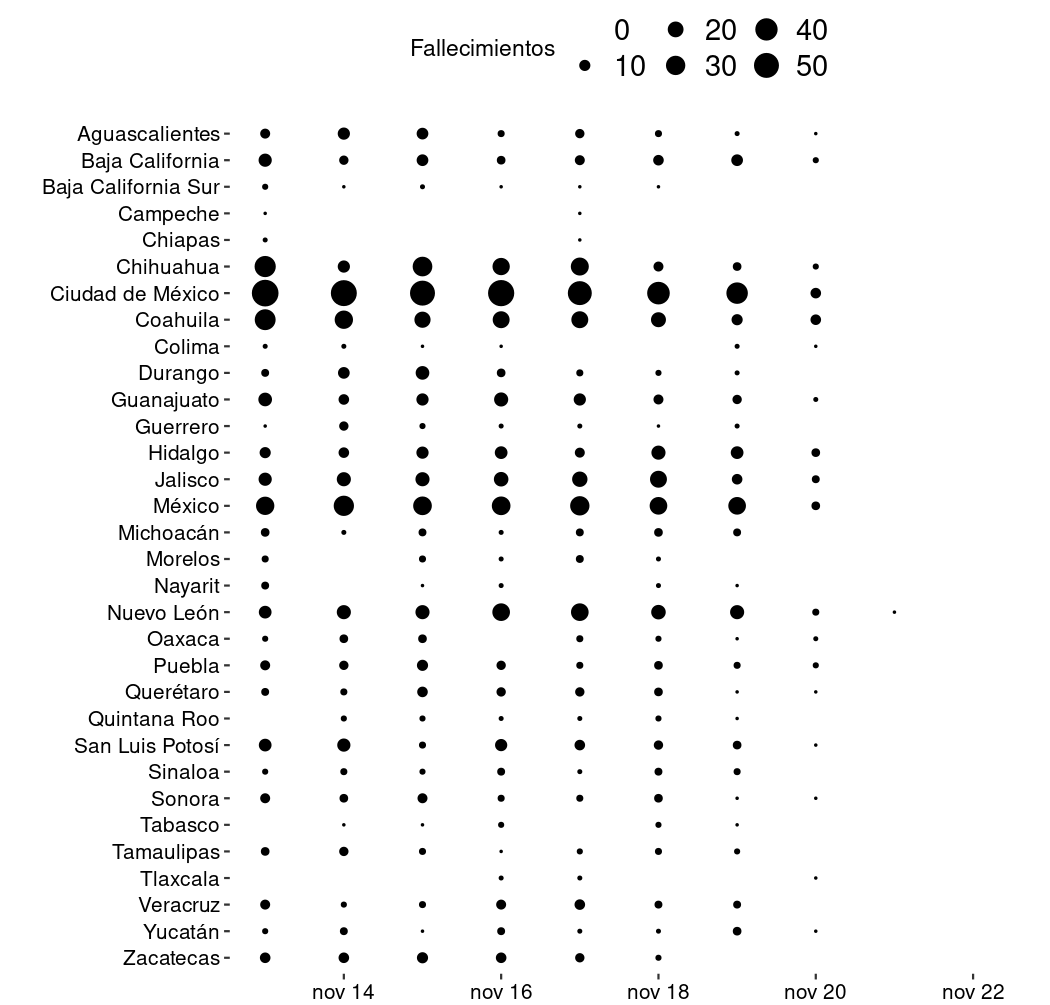 Fallecimientos
0 20 40
10 30 50
Aguascalientes
Baja California
Baja California Sur
Campeche
Chiapas
Chihuahua
Ciudad de México
Coahuila
Colima
Durango
Guanajuato
Guerrero
Hidalgo
Jalisco
México
Michoacán
Morelos
Nayarit
Nuevo León
Oaxaca
Puebla
Querétaro
Quintana Roo
San Luis Potosí
Sinaloa
Sonora
Tabasco
Tamaulipas
Tlaxcala
Veracruz
Yucatán
Zacatecas
nov 14 nov 16 nov 18 nov 20 nov 22